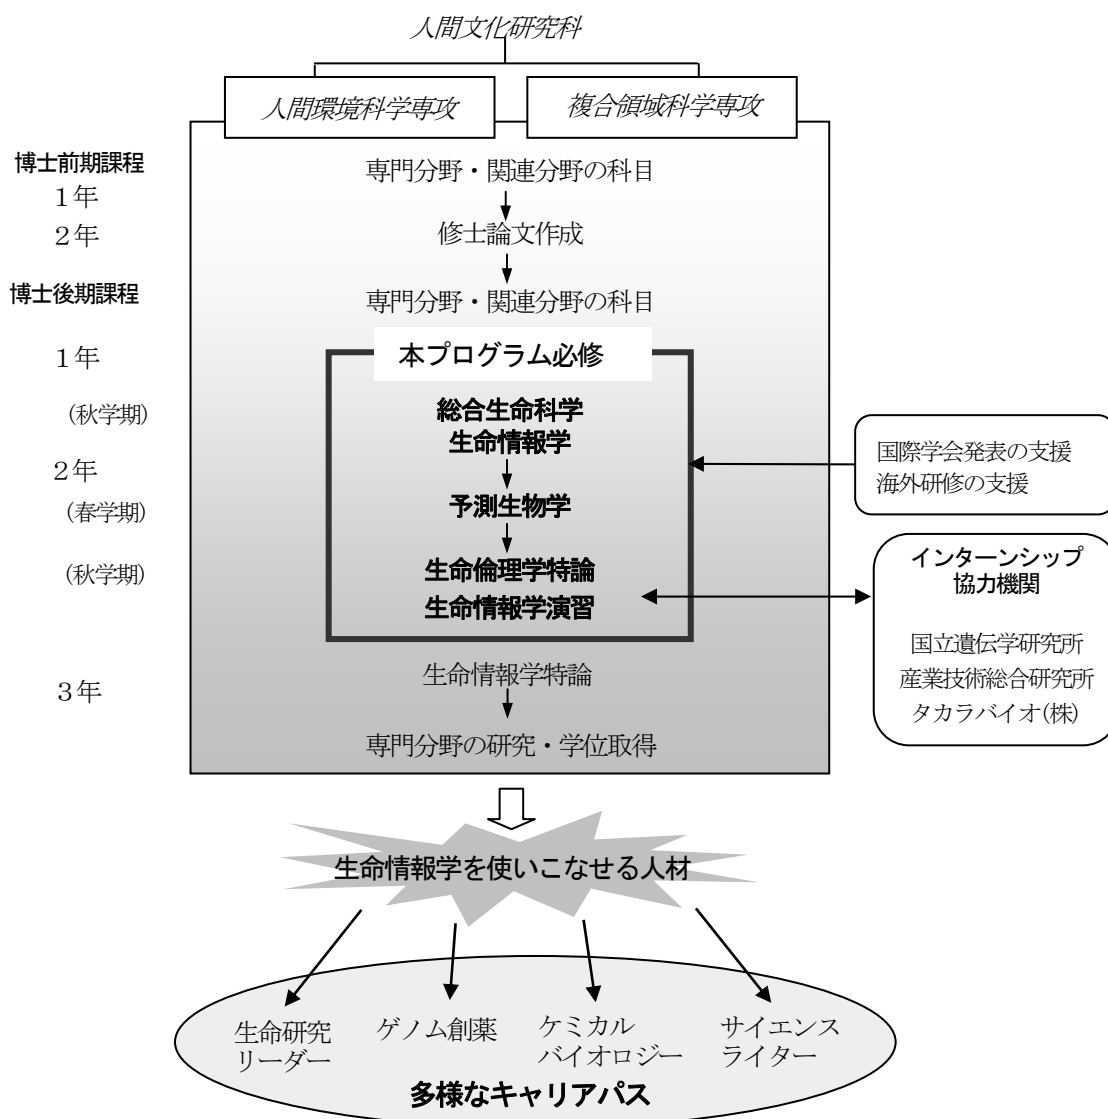 人間文化研究科
人間環境科学専攻
複合領域科学専攻
博士前期課程
専門分野・関連分野の科目
１年
２年
修士論文作成
博士後期課程
専門分野・関連分野の科目
１年
本プログラム必修
(秋学期)
総合生命科学
生命情報学
２年
(春学期)
予測生物学
(秋学期)
生命倫理学特論
生命情報学演習
国際学会発表の支援
海外研修の支援
インターンシップ
協力機関
国立遺伝学研究所
産業技術総合研究所
タカラバイオ(株)
３年
生命情報学特論
専門分野の研究・学位取得
生命情報学を使いこなせる人材
生命研究
リーダー
ゲノム創薬
ケミカル
バイオロジー
サイエンス
ライター
多様なキャリアパス